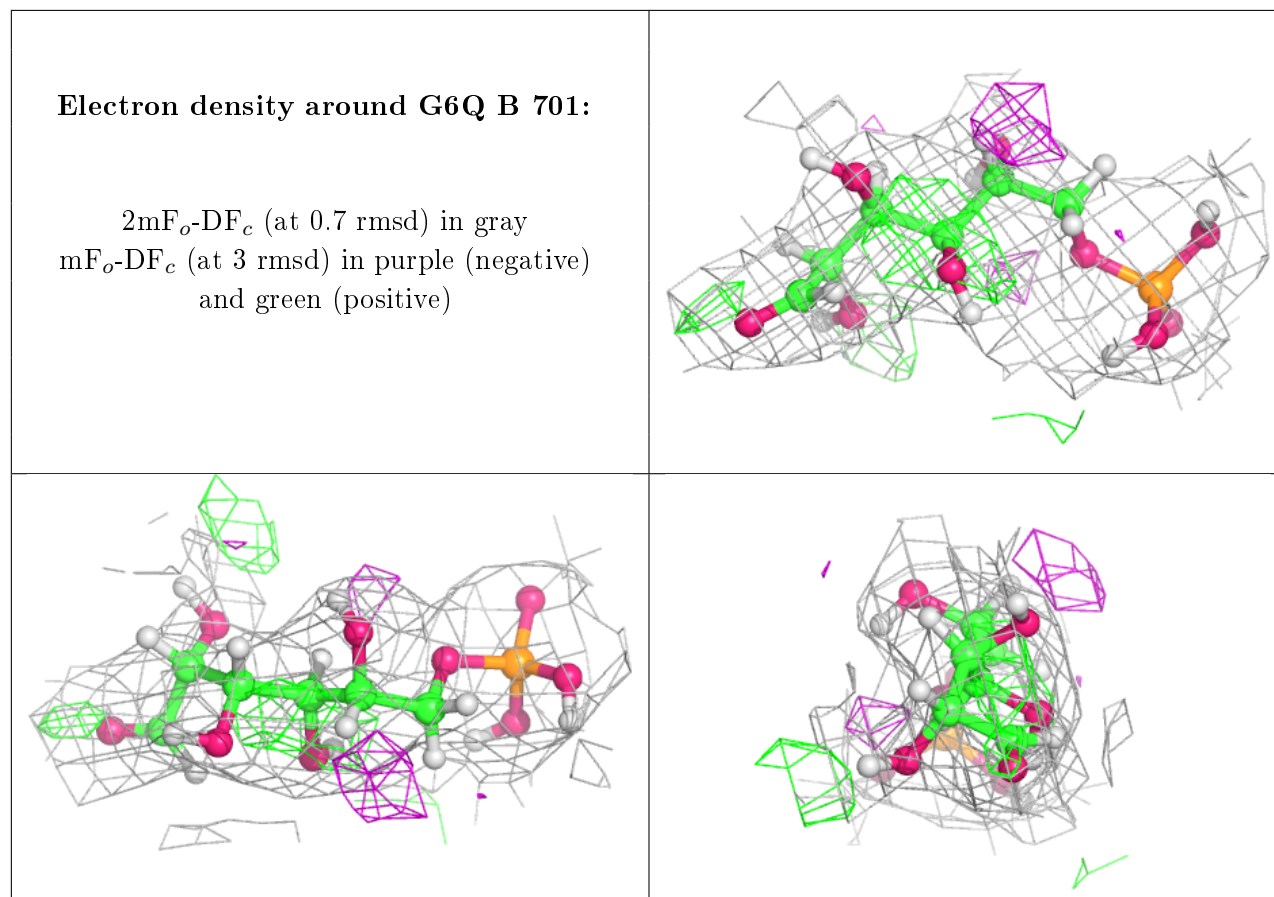 Electron density around G6Q B 701:
2mFₒ-DF𝒸 (at 0.7 rmsd) in gray
mFₒ-DF𝒸 (at 3 rmsd) in purple (negative)
and green (positive)